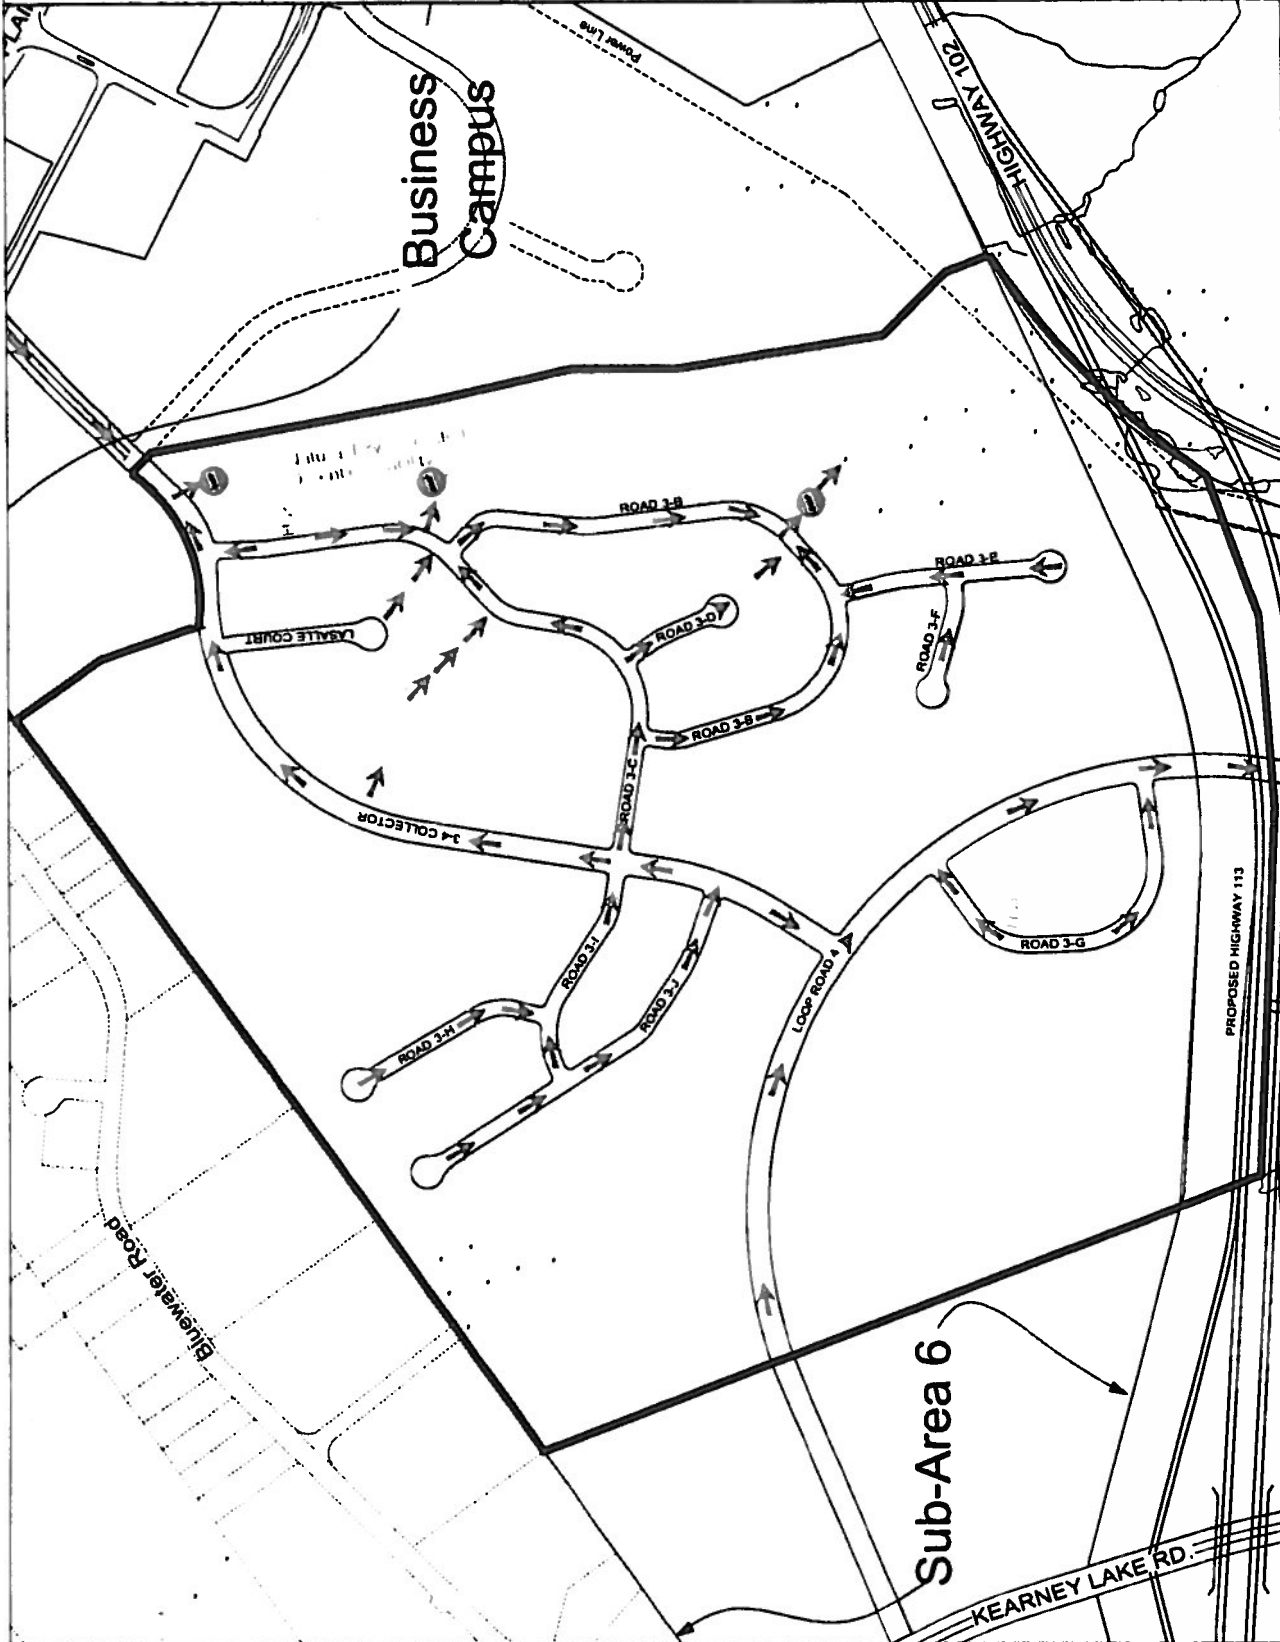 Power Line
HIGHWAY 102
HIGHWAY
Business
Campus
ROAD 3-B
ROAD 3-E
LASALLE COURT
ROAD 3-D
ROAD 3-F
ROAD 3-B
ROAD 3-C
3-4 COLLECTOR
ROAD 3-I
ROAD 3-G
PROPOSED HIGHWAY 113
LOOP ROAD 4
ROAD 3-J
ROAD 3-H
Bluewater Road
Sub-Area 6
KEARNEY LAKE RD.